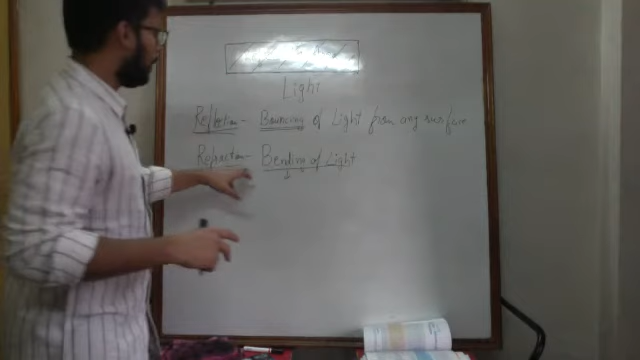 Light
Reflection - Bouncing of Light from any surface
Refraction - Bending of Light